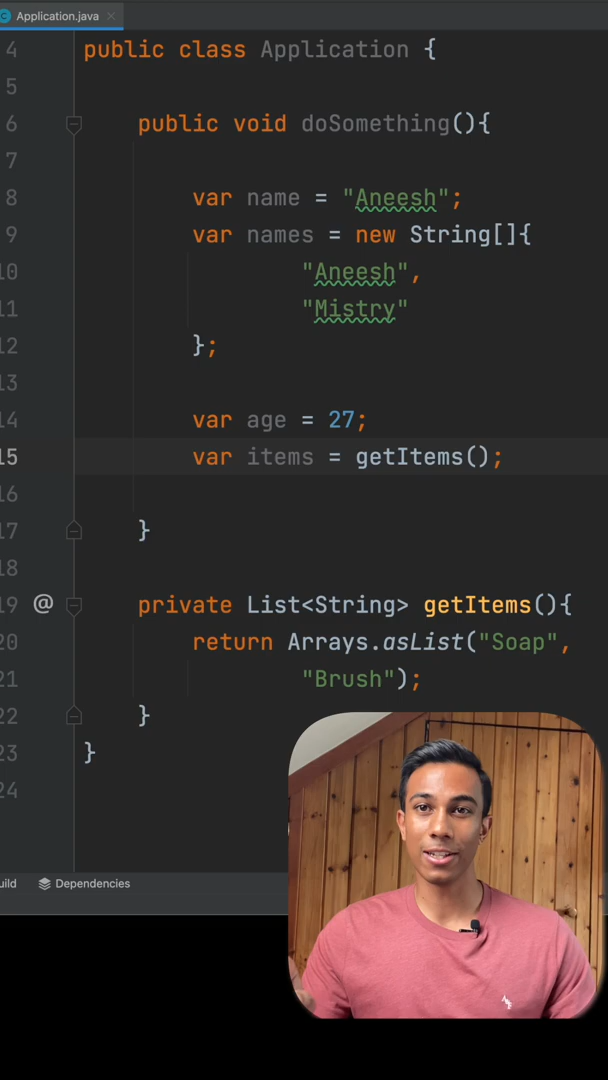 Application.java
4 public class Application {
5
6 public void doSomething(){
7
8 var name = "Aneesh";
9 var names = new String[]{
10 "Aneesh",
11 "Mistry"
12 };
13
14 var age = 27;
15 var items = getItems();
16
17 }
18
19 @ private List<String> getItems(){
20 return Arrays.asList("Soap",
21 "Brush");
22 }
23 }
24
uild Dependencies